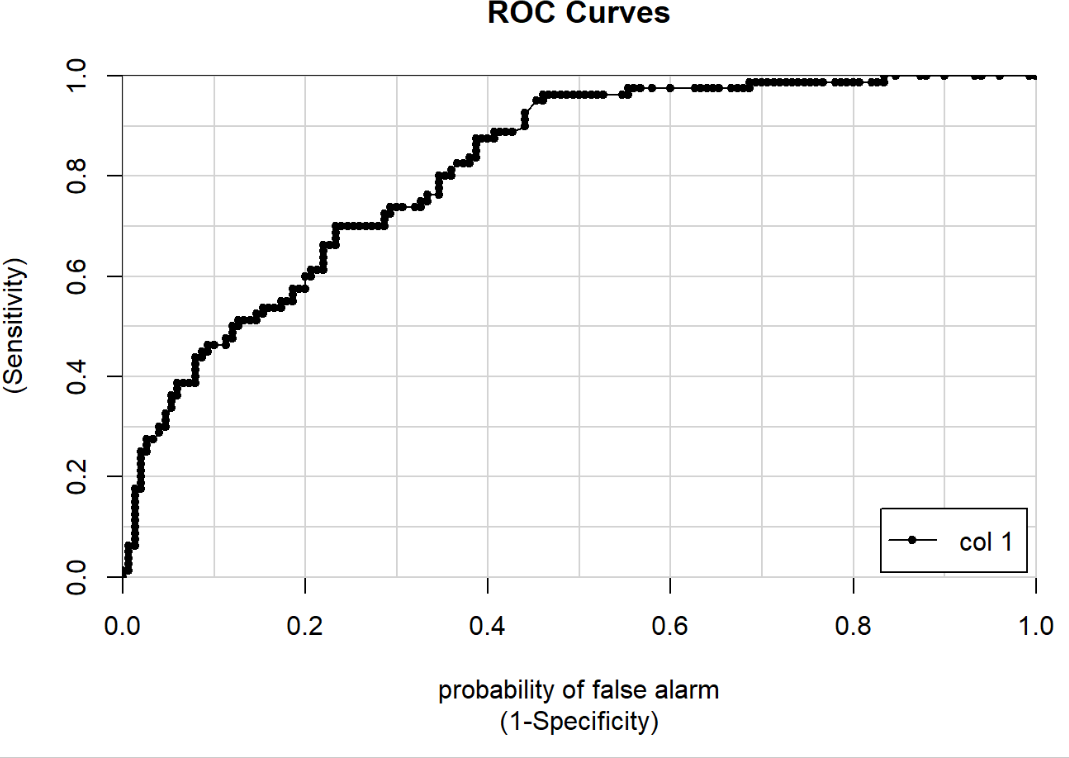 ROC Curves
(Sensitivity)
1.0
0.8
0.6
0.4
0.2
0.0
col 1
0.0 0.2 0.4 0.6 0.8 1.0
probability of false alarm
(1-Specificity)